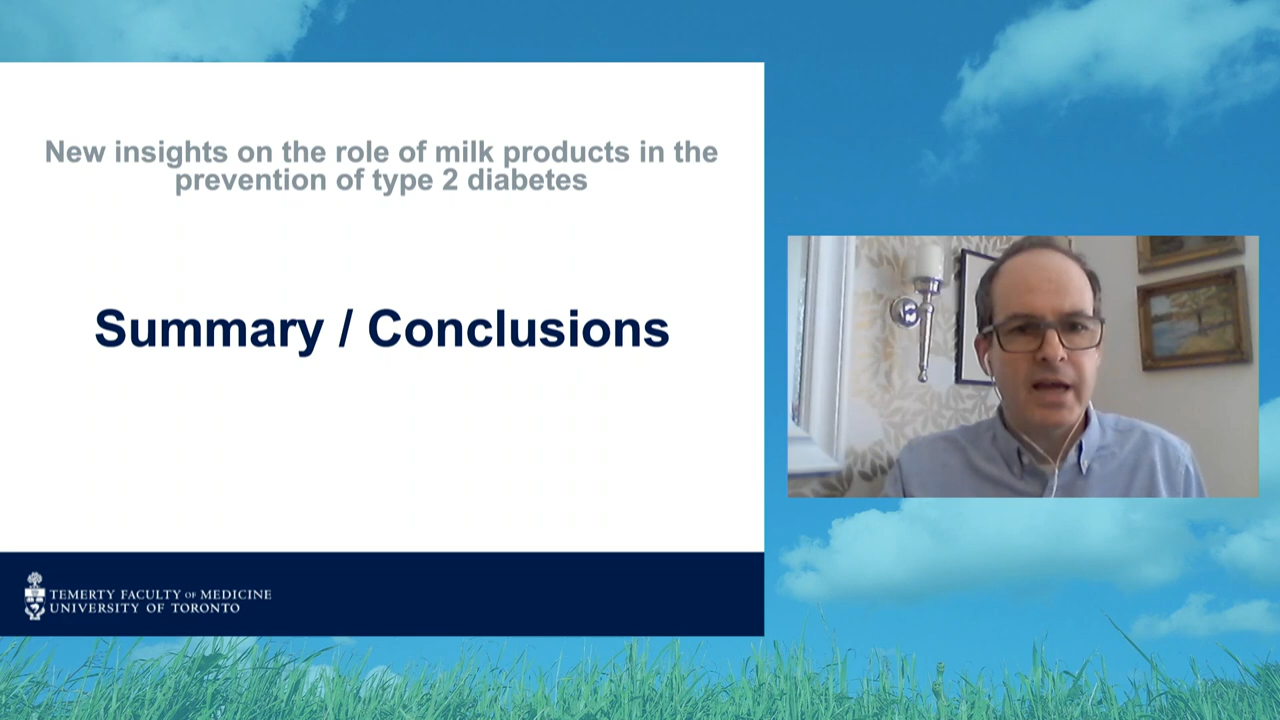 New insights on the role of milk products in the
prevention of type 2 diabetes
Summary / Conclusions
TEMERTY FACULTY OF MEDICINE
UNIVERSITY OF TORONTO